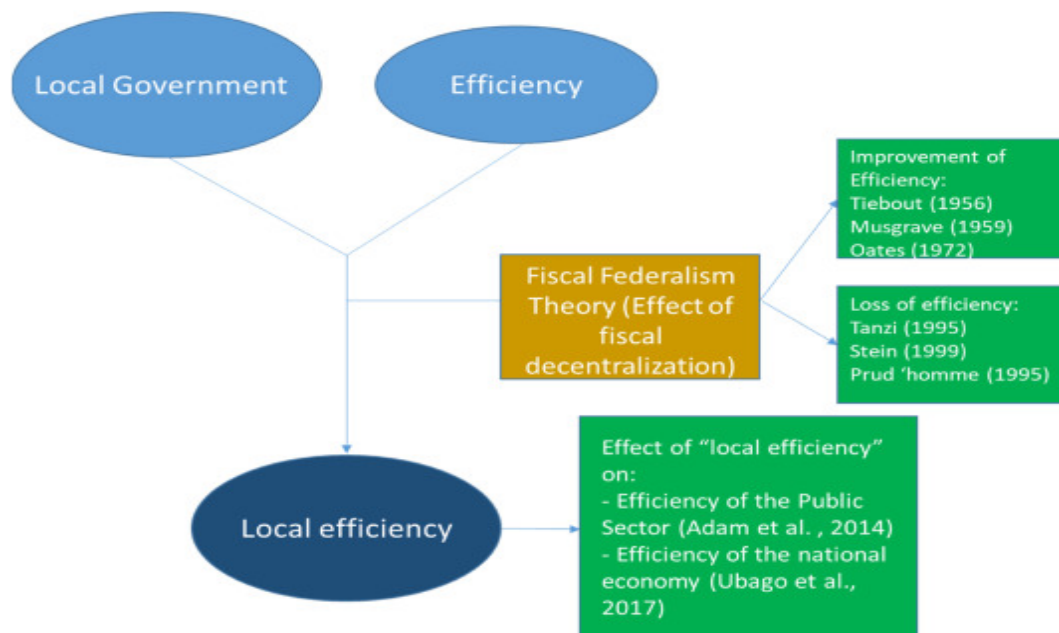 Local Government
Efficiency
Improvement of
Efficiency:
Tiebout (1956)
Musgrave (1959)
Oates (1972)
Fiscal Federalism
Theory (Effect of
fiscal
decentralization)
Loss of efficiency:
Tanzi (1995)
Stein (1999)
Prud ‘homme (1995)
Local efficiency
Effect of “local efficiency”
on:
- Efficiency of the Public
Sector (Adam et al. , 2014)
- Efficiency of the national
economy (Ubago et al.,
2017)